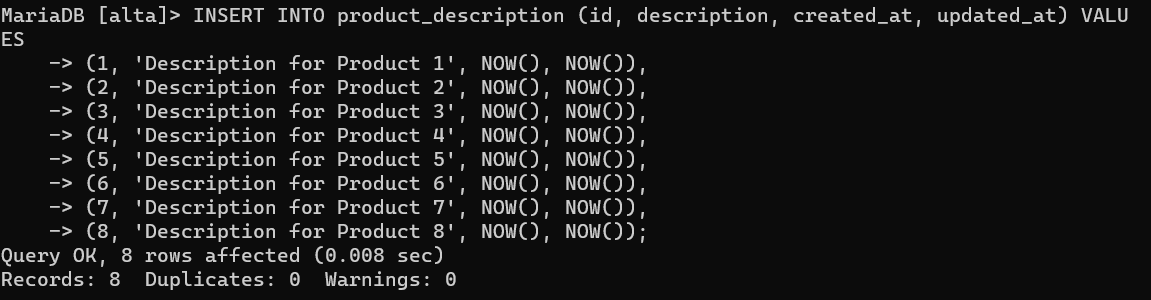 MariaDB [alta]> INSERT INTO product_description (id, description, created_at, updated_at) VALU
ES
    -> (1, 'Description for Product 1', NOW(), NOW()),
    -> (2, 'Description for Product 2', NOW(), NOW()),
    -> (3, 'Description for Product 3', NOW(), NOW()),
    -> (4, 'Description for Product 4', NOW(), NOW()),
    -> (5, 'Description for Product 5', NOW(), NOW()),
    -> (6, 'Description for Product 6', NOW(), NOW()),
    -> (7, 'Description for Product 7', NOW(), NOW()),
    -> (8, 'Description for Product 8', NOW(), NOW());
Query OK, 8 rows affected (0.008 sec)
Records: 8  Duplicates: 0  Warnings: 0